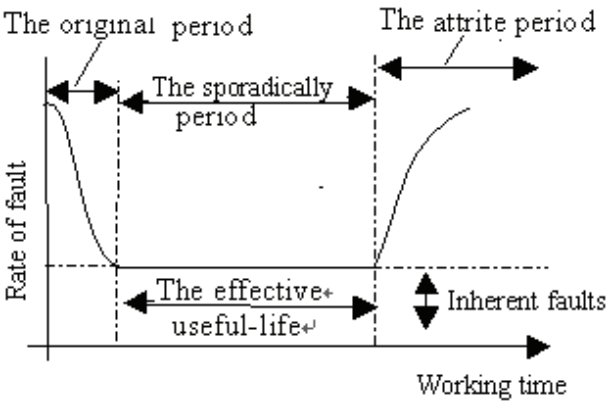 The original period
The attrite period
The sporadically
period
Rate of fault
The effective↵
useful-life↵
Inherent faults
Working time